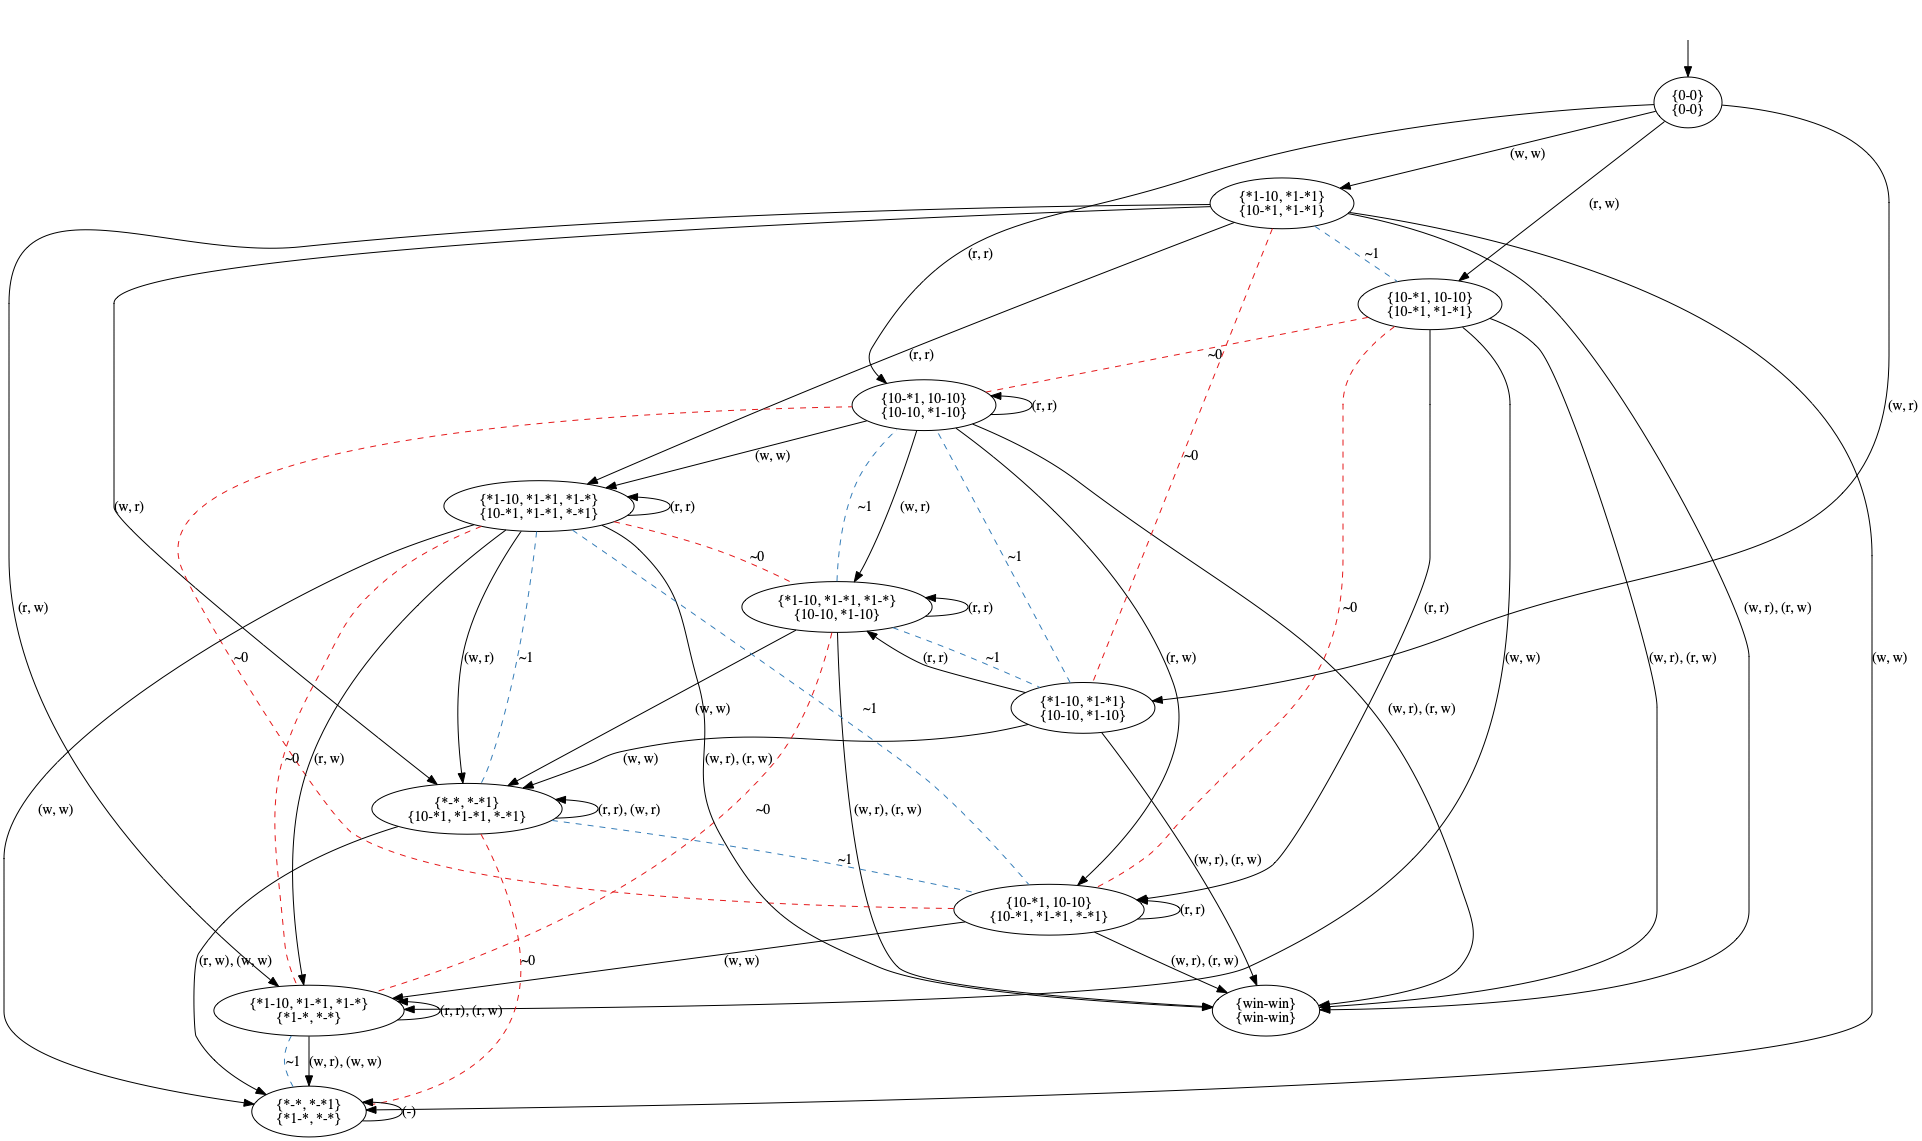 {0-0}
{0-0}
(w, w)
{*1-10, *1-*1}
{10-*1, *1-*1}
(r, w)
(r, r)
~1
{10-*1, 10-10}
{10-*1, *1-*1}
(r, r)
~0
{10-*1, 10-10}
{10-10, *1-10}
(r, r)
(w, r)
(w, w)
~0
{*1-10, *1-*1, *1-*}
{10-*1, *1-*1, *-*1}
(r, r)
(w, r)
~1
(w, r)
~1
~0
{*1-10, *1-*1, *1-*}
{10-10, *1-10}
(r, r)
(r, w)
~0
(r, r)
(w, r), (r, w)
~0
(w, r)
~1
(r, r)
~1
(r, w)
(w, w)
(w, r), (r, w)
(w, w)
(w, w)
~1
{*1-10, *1-*1}
{10-10, *1-10}
(w, r), (r, w)
~0
(r, w)
(w, w)
(w, r), (r, w)
(w, w)
{*-*, *-*1}
{10-*1, *1-*1, *-*1}
(r, r), (w, r)
~0
(w, r), (r, w)
~1
(w, r), (r, w)
{10-*1, 10-10}
{10-*1, *1-*1, *-*1}
(r, r)
(r, w), (w, w)
~0
(w, w)
(w, r), (r, w)
{*1-10, *1-*1, *1-*}
{*1-*, *-*}
(r, r), (r, w)
{win-win}
{win-win}
~1
(w, r), (w, w)
{*-*, *-*1}
{*1-*, *-*}
(-)